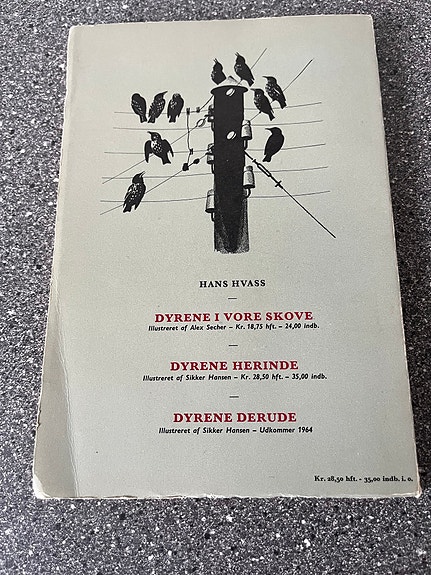 HANS HVASS
—
DYRENE I VORE SKOVE
Illustreret af Alex Secher – Kr. 18,75 hft. – 24,00 indb.
—
DYRENE HERINDE
Illustreret af Sikker Hansen – Kr. 28,50 hft. – 35,00 indb.
—
DYRENE DERUDE
Illustreret af Sikker Hansen – Udkommer 1964
Kr. 28,50 hft. - 35,00 indb. i. o.